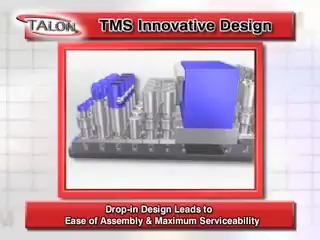 TALON
TMS Innovative Design
Drop-in Design Leads to
Ease of Assembly & Maximum Serviceability